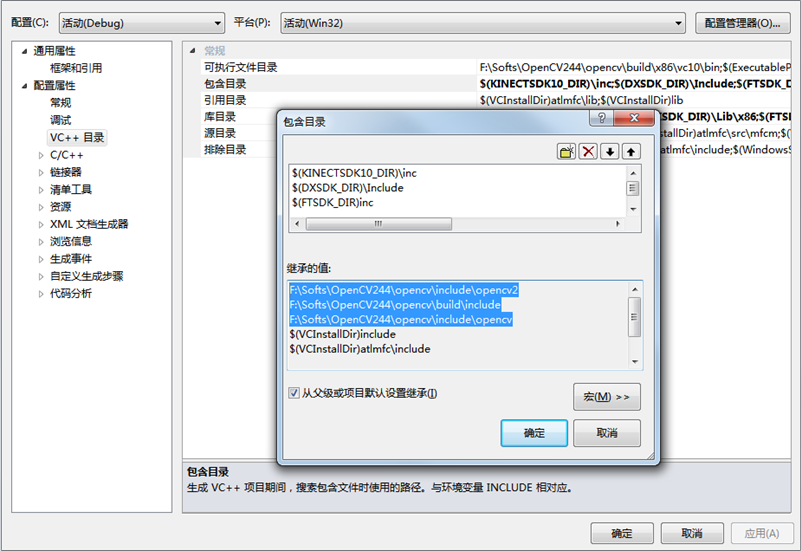 配置(C): 活动(Debug) 平台(P): 活动(Win32) 配置管理器(O)...
通用属性
框架和引用
配置属性
常规
调试
VC++ 目录
C/C++
链接器
清单工具
资源
XML 文档生成器
浏览信息
生成事件
自定义生成步骤
代码分析
常规
可执行文件目录 F:\Softs\OpenCV244\opencv\build\x86\vc10\bin;$(ExecutableP
包含目录 $(KINECTSDK10_DIR)\inc;$(DXSDK_DIR)\Include;$(FTSDK_D
引用目录 $(VCInstallDir)atlmfc\lib;$(VCInstallDir)lib
库目录 SDK_DIR)\Lib\x86;$(FT
源目录 stallDir)atlmfc\src\mfcm;
排除目录 atlmfc\include;$(WindowsS
包含目录
$(KINECTSDK10_DIR)\inc
$(DXSDK_DIR)\Include
$(FTSDK_DIR)inc
继承的值:
F:\Softs\OpenCV244\opencv\include\opencv2
F:\Softs\OpenCV244\opencv\build\include
F:\Softs\OpenCV244\opencv\include\opencv
$(VCInstallDir)include
$(VCInstallDir)atlmfc\include
从父级或项目默认设置继承(I)
宏(M) >>
确定 取消
包含目录
生成 VC++ 项目期间，搜索包含文件时使用的路径。与环境变量 INCLUDE 相对应。
确定 取消 应用(A)